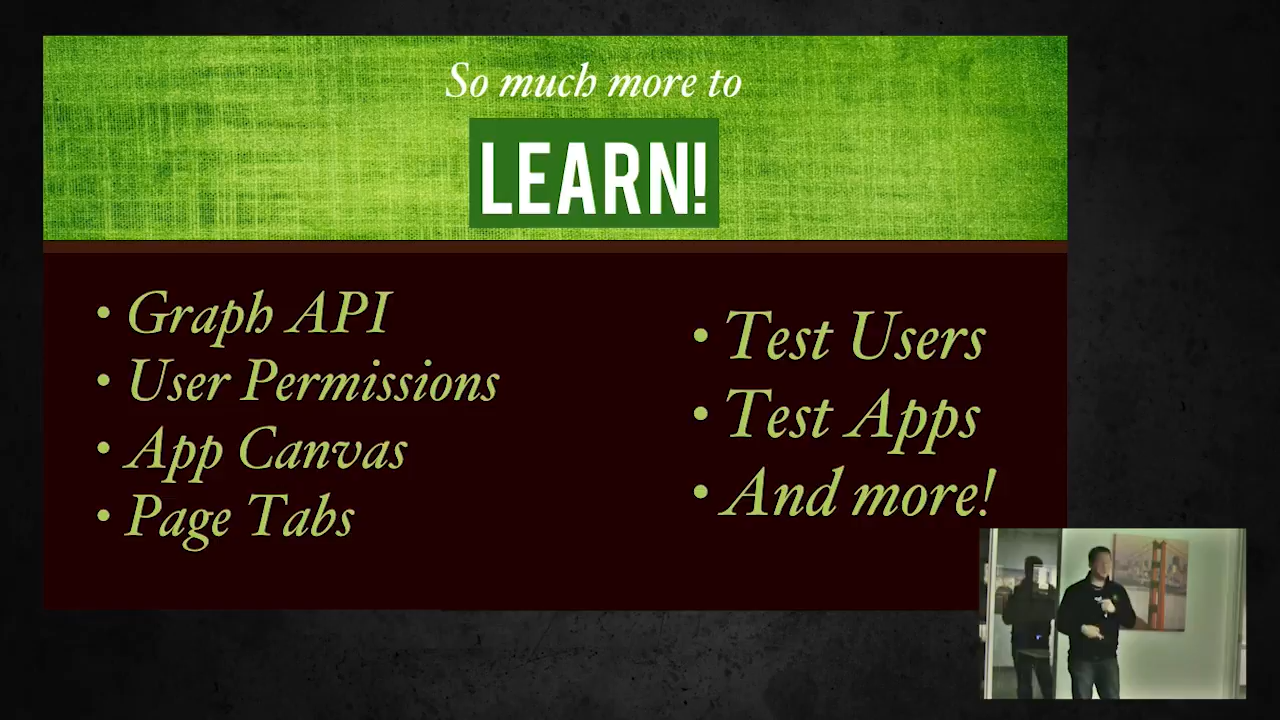 So much more to
LEARN!
• Graph API
• User Permissions
• App Canvas
• Page Tabs
• Test Users
• Test Apps
• And more!